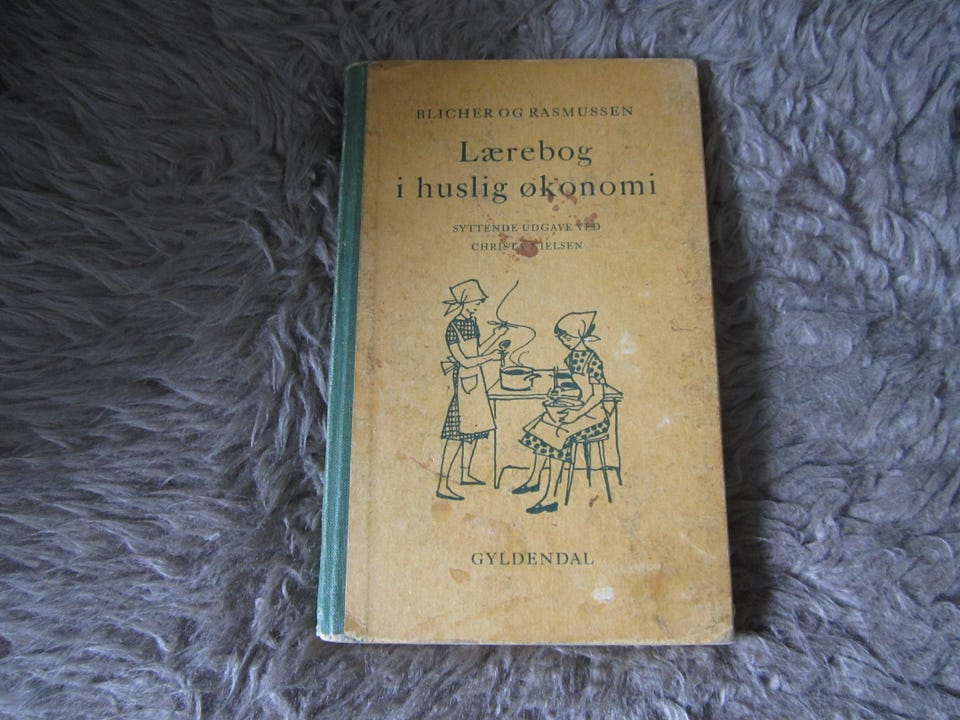 BLICHER OG RASMUSSEN
Lærebog
i huslig økonomi
SYTTENDE UDGAVE VED
NIELSEN
GYLDENDAL